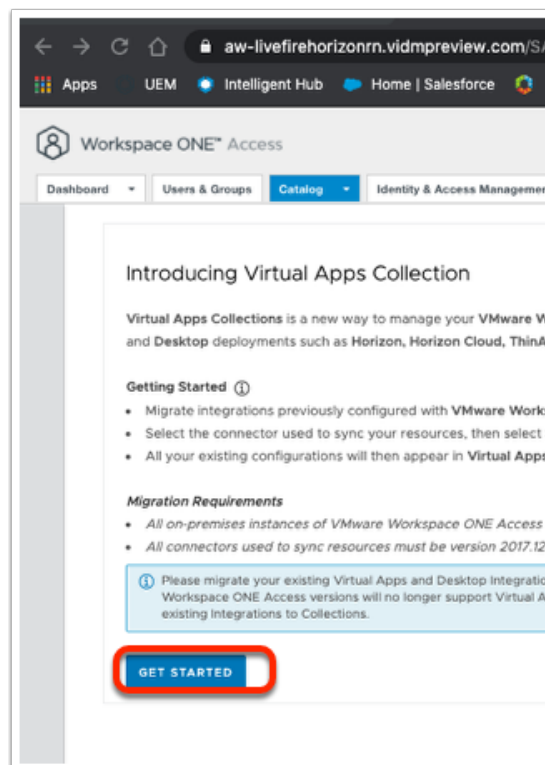 aw-livefirehorizonrn.vidmpreview.com/SA
Apps UEM Intelligent Hub Home | Salesforce
Workspace ONE™ Access
Dashboard Users & Groups Catalog Identity & Access Managemen
Introducing Virtual Apps Collection
Virtual Apps Collections is a new way to manage your VMware W
and Desktop deployments such as Horizon, Horizon Cloud, ThinA
Getting Started
• Migrate integrations previously configured with VMware Works
• Select the connector used to sync your resources, then select
• All your existing configurations will then appear in Virtual Apps
Migration Requirements
• All on-premises instances of VMware Workspace ONE Access
• All connectors used to sync resources must be version 2017.12
Please migrate your existing Virtual Apps and Desktop Integratio
Workspace ONE Access versions will no longer support Virtual A
existing Integrations to Collections.
GET STARTED